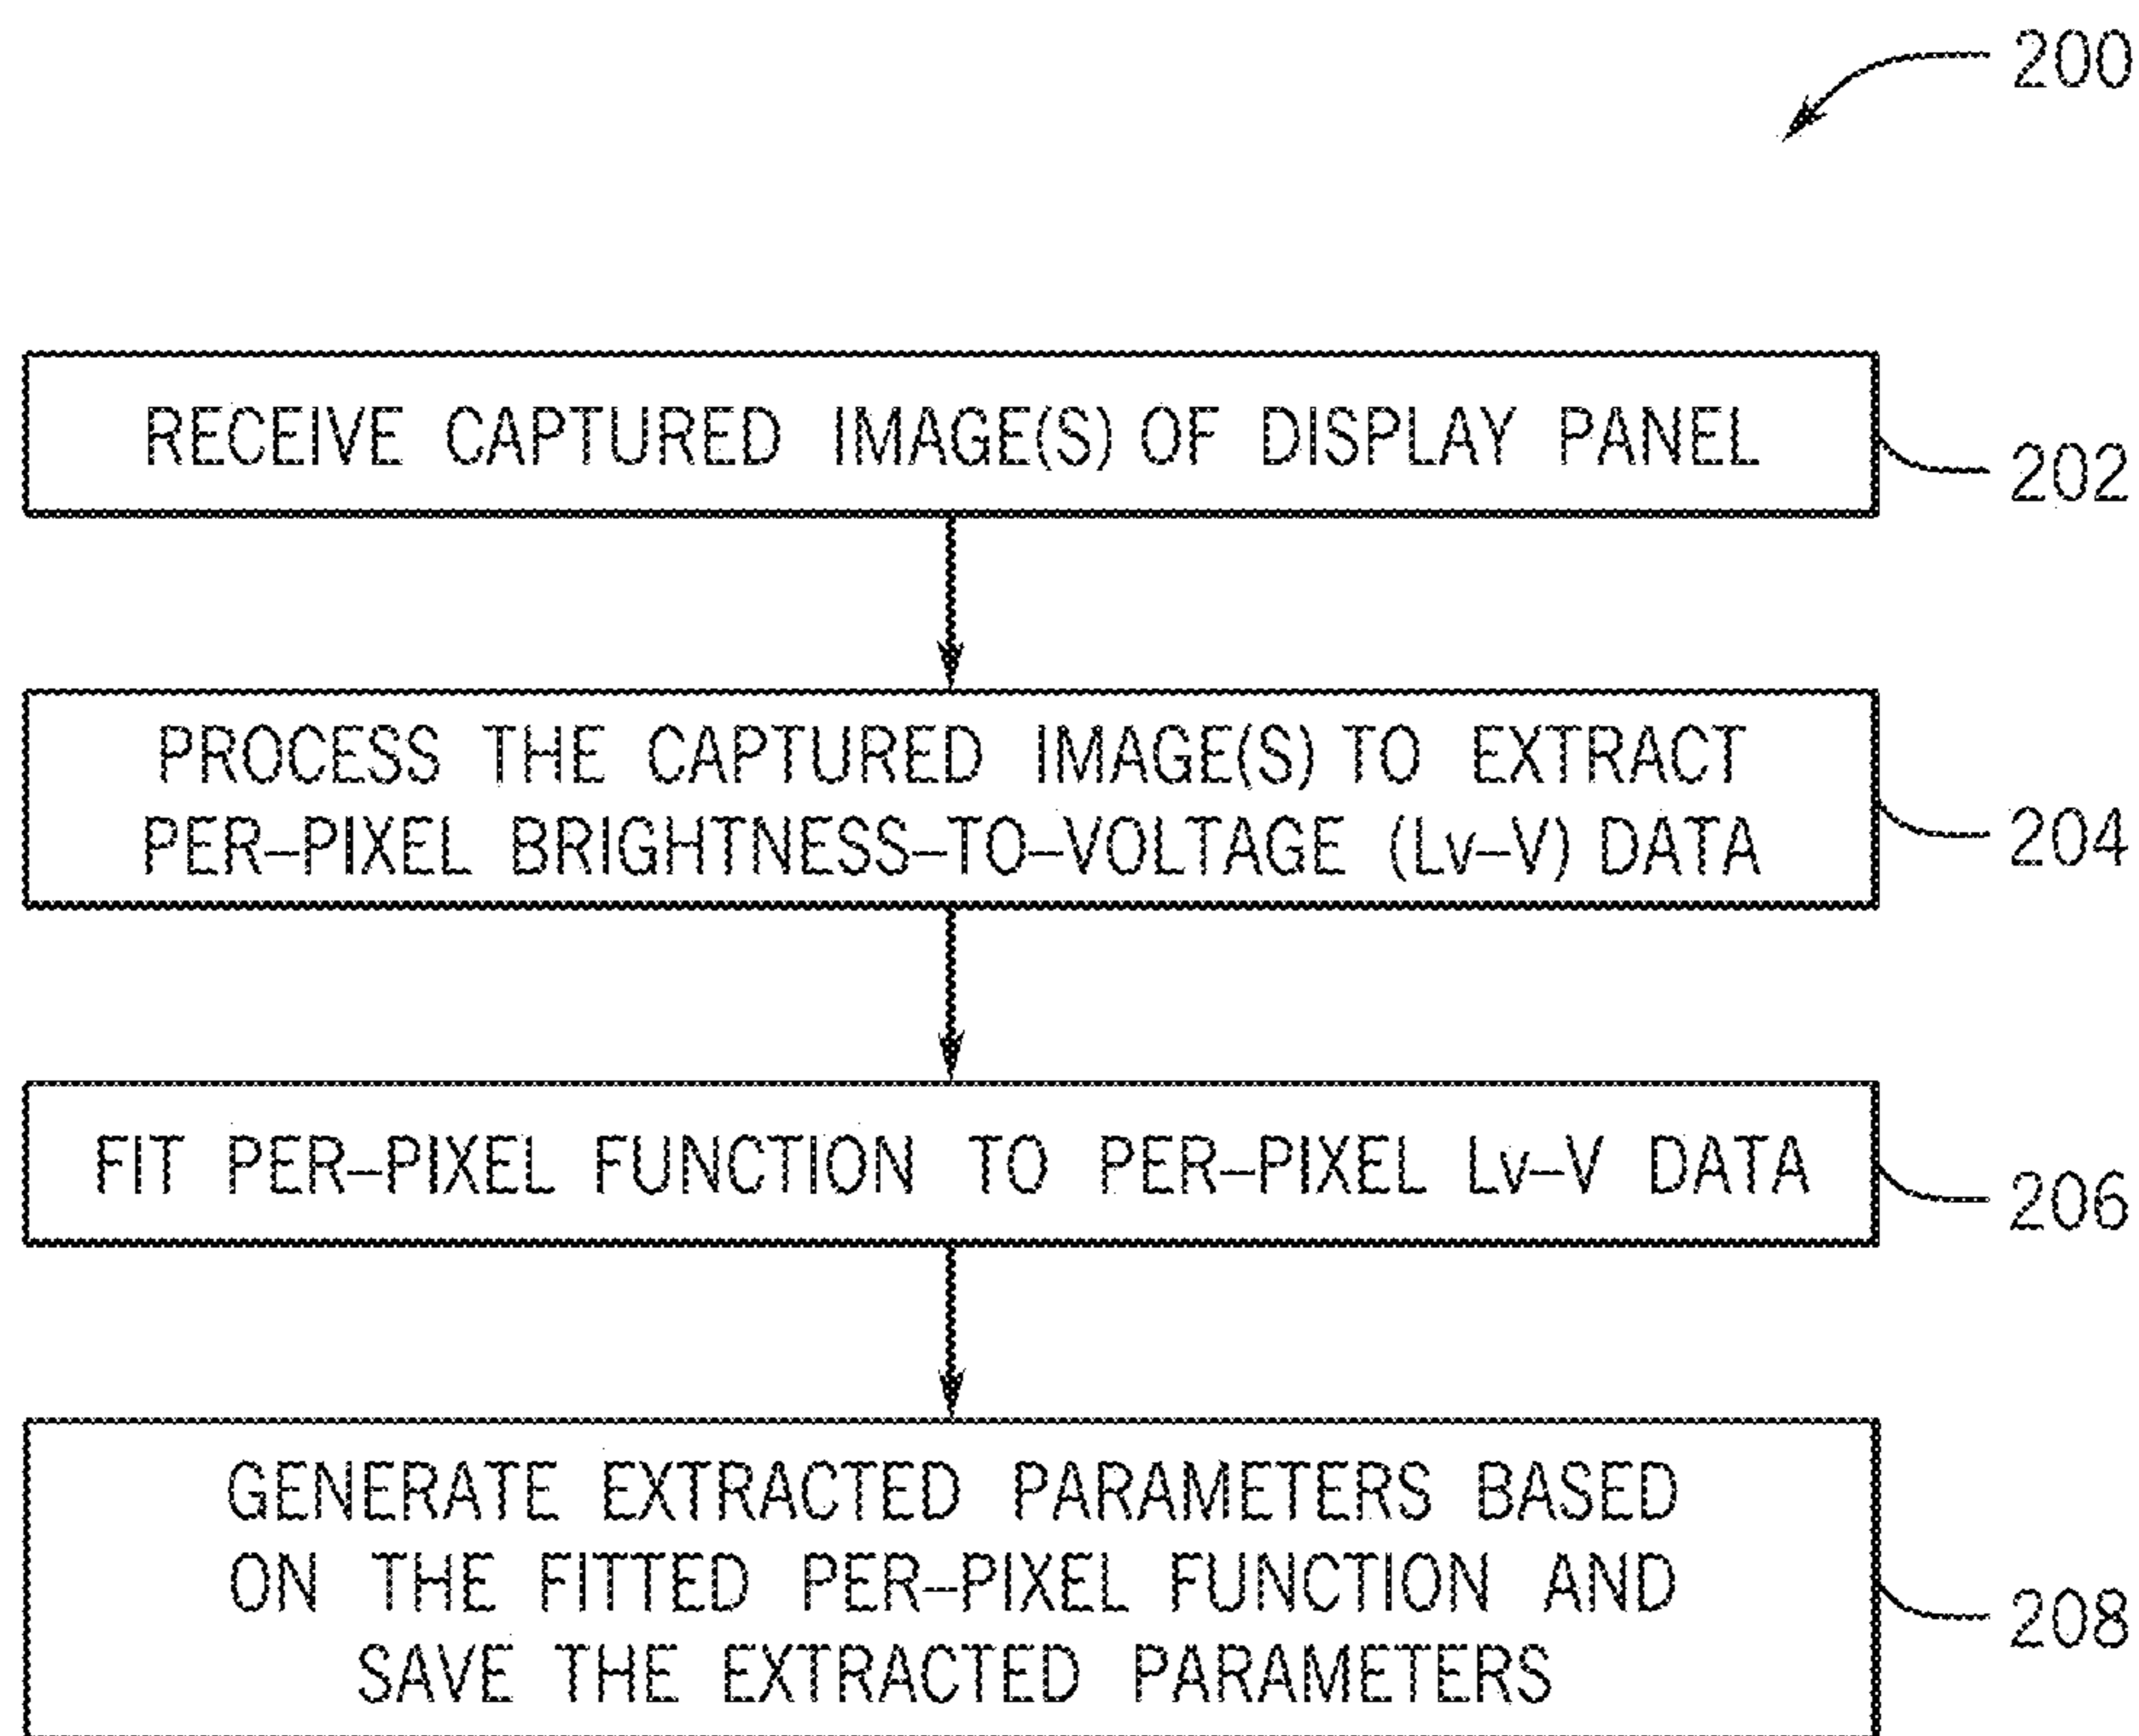 200
RECEIVE CAPTURED IMAGE(S) OF DISPLAY PANEL
202
PROCESS THE CAPTURED IMAGE(S) TO EXTRACT
PER–PIXEL BRIGHTNESS–TO–VOLTAGE (Lv–V) DATA
204
FIT PER–PIXEL FUNCTION TO PER–PIXEL Lv–V DATA
206
GENERATE EXTRACTED PARAMETERS BASED
ON THE FITTED PER–PIXEL FUNCTION AND
SAVE THE EXTRACTED PARAMETERS
208